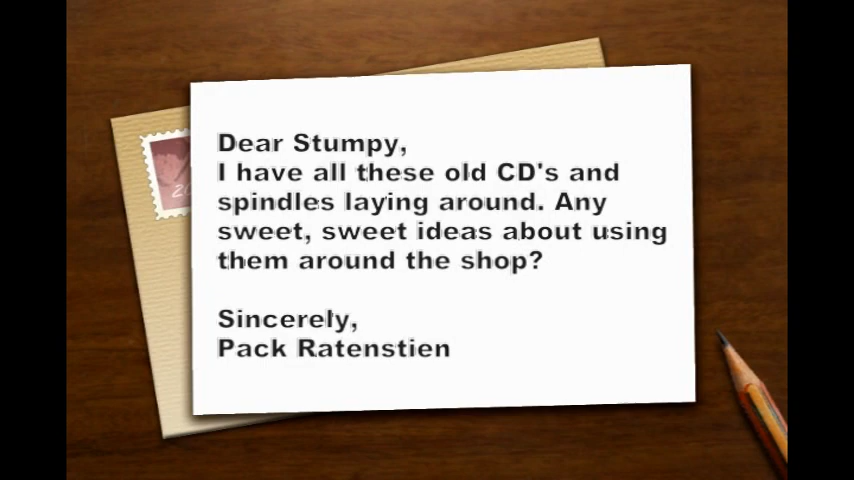 Dear Stumpy,
I have all these old CD's and
spindles laying around. Any
sweet, sweet ideas about using
them around the shop?
Sincerely,
Pack Ratenstien